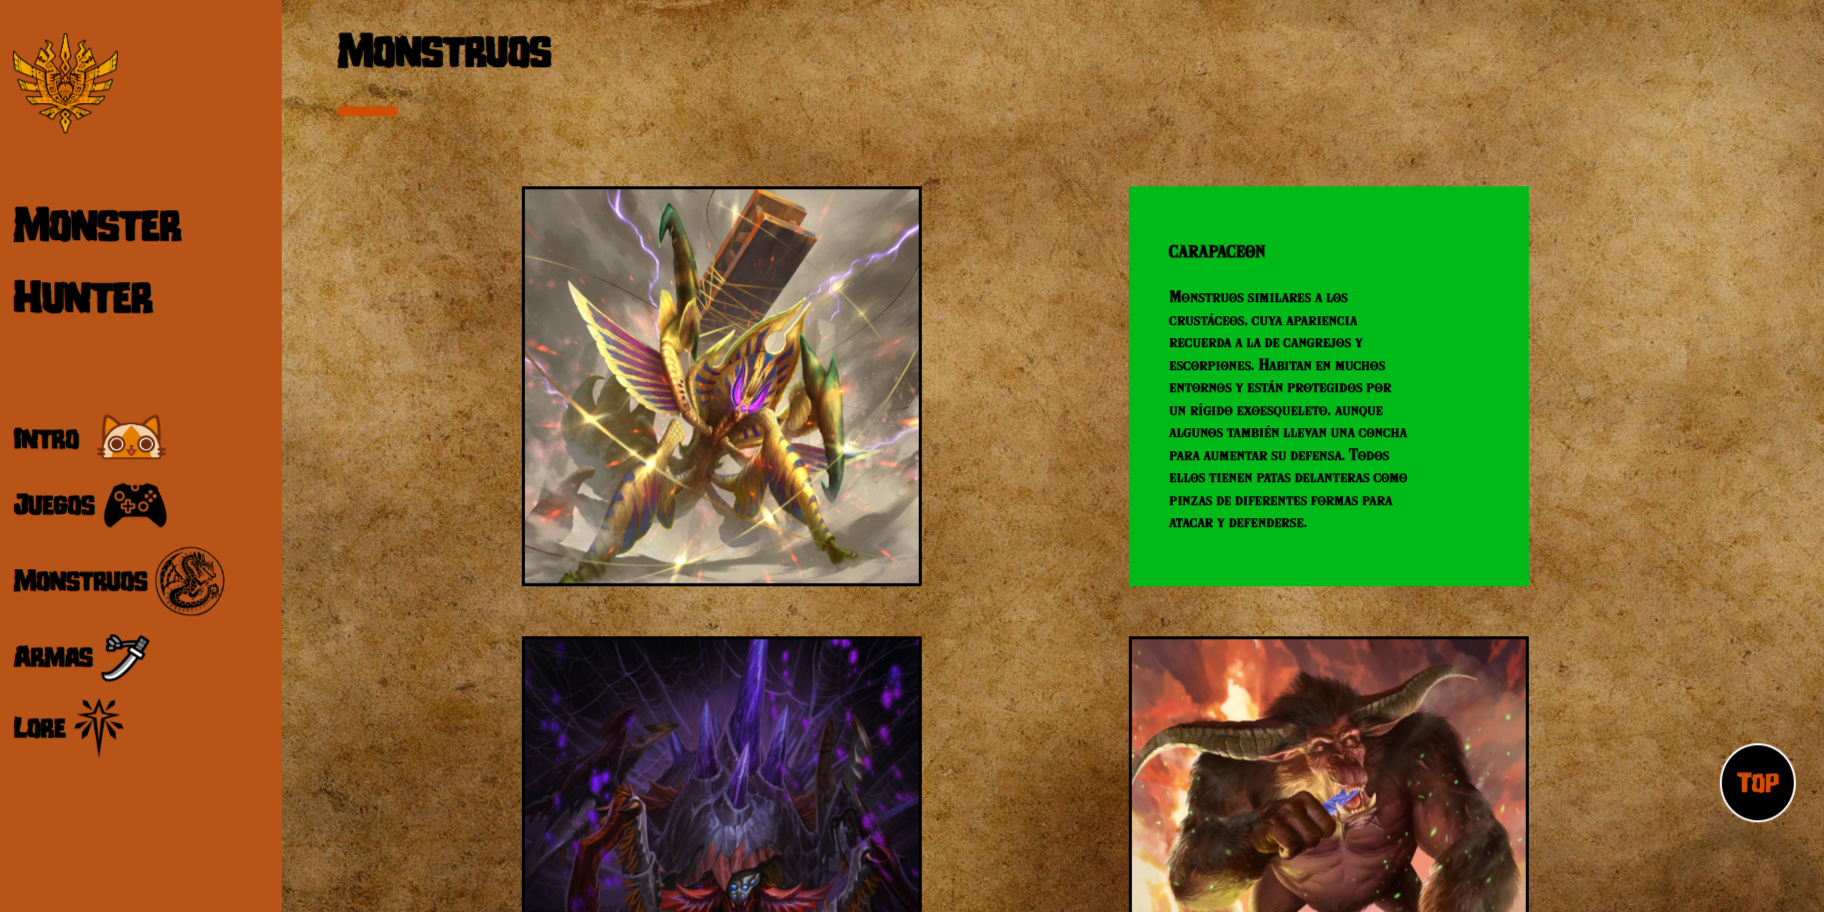 Monster
Hunter
Intro
Juegos
Monstruos
Armas
Lore
Monstruos
carapaceon
Monstruos similares a los
crustáceos, cuya apariencia
recuerda a la de cangrejos y
escorpiones. Habitan en muchos
entornos y están protegidos por
un rígido exoesqueleto, aunque
algunos también llevan una concha
para aumentar su defensa. Todos
ellos tienen patas delanteras como
pinzas de diferentes formas para
atacar y defenderse.
Top